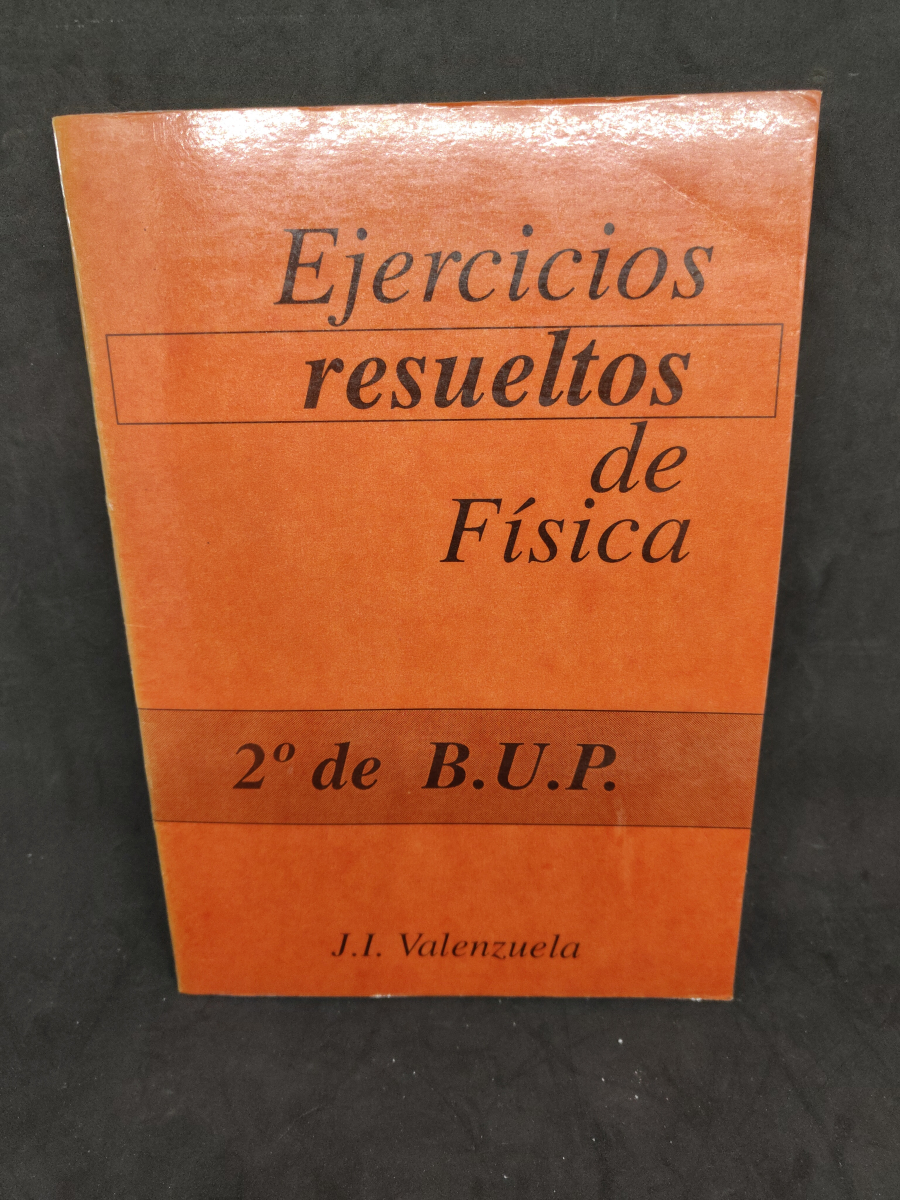 Ejercicios
resueltos
de
Física
2º de B.U.P.
J.I. Valenzuela